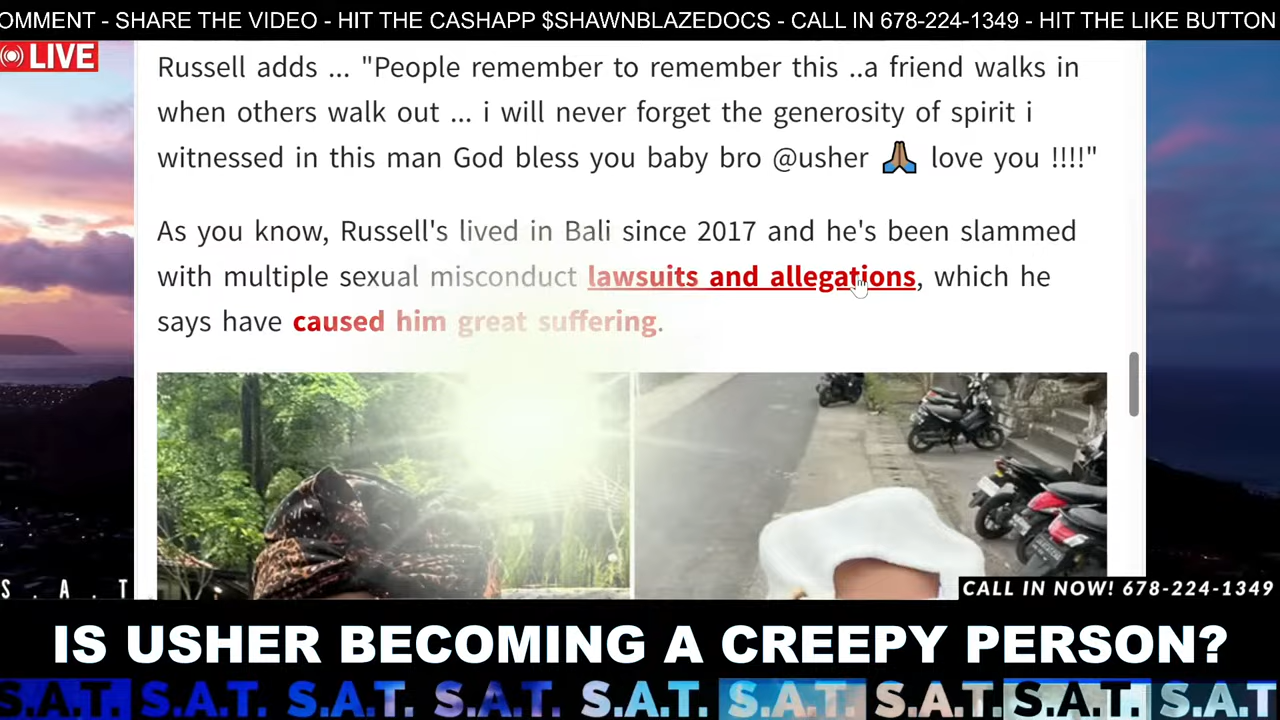 OMMENT - SHARE THE VIDEO - HIT THE CASHAPP $SHAWNBLAZEDOCS - CALL IN 678-224-1349 - HIT THE LIKE BUTTON
LIVE
Russell adds ... "People remember to remember this ..a friend walks in
when others walk out ... i will never forget the generosity of spirit i
witnessed in this man God bless you baby bro @usher 🙏🏽 love you !!!!"
As you know, Russell's lived in Bali since 2017 and he's been slammed
with multiple sexual misconduct lawsuits and allegations, which he
says have caused him great suffering.
S . A . T .
CALL IN NOW! 678-224-1349
IS USHER BECOMING A CREEPY PERSON?
S.A.T. S.A.T. S.A.T. S.A.T. S.A.T. S.A.T. S.A.T. S.A.T. S.A.T